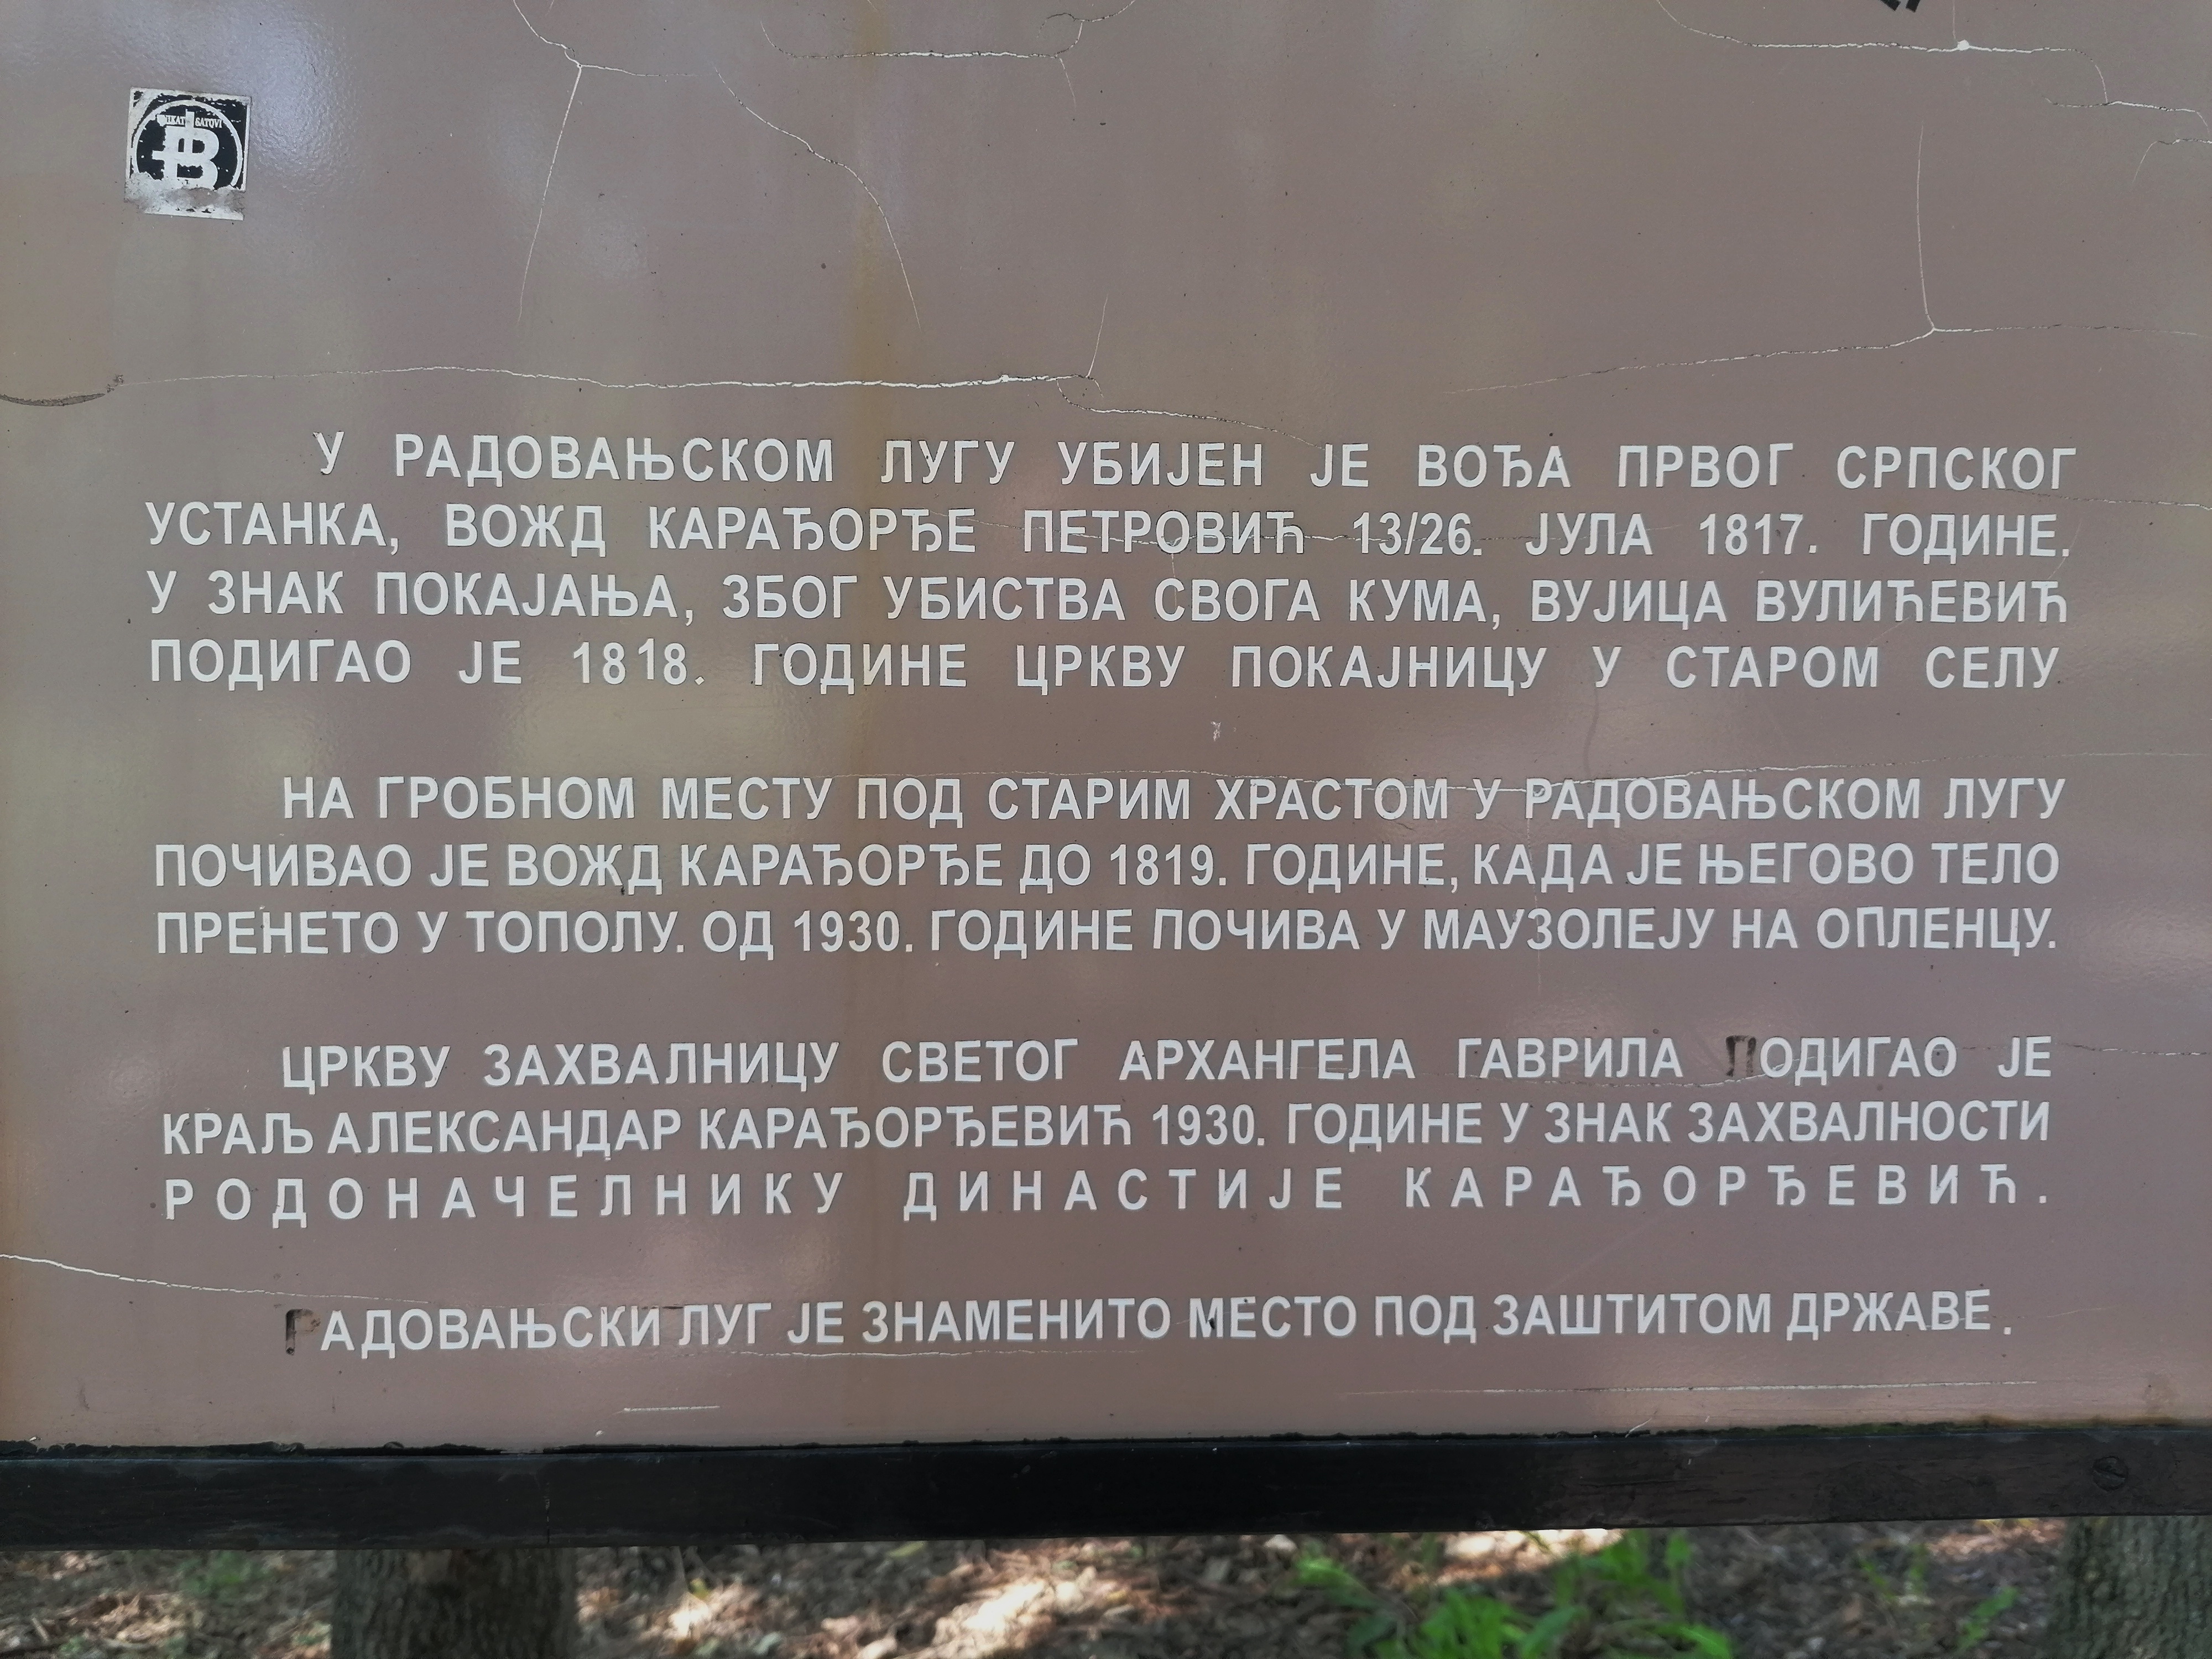 У РАДОВАЊСКОМ ЛУГУ УБИЈЕН ЈЕ ВОЂА ПРВОГ СРПСКОГ
УСТАНКА, ВОЖД КАРАЂОРЂЕ ПЕТРОВИЋ 13/26. ЈУЛА 1817. ГОДИНЕ.
У ЗНАК ПОКАЈАЊА, ЗБОГ УБИСТВА СВОГА КУМА, ВУЈИЦА ВУЛИЋЕВИЋ
ПОДИГАО ЈЕ 1818. ГОДИНЕ ЦРКВУ ПОКАЈНИЦУ У СТАРОМ СЕЛУ
НА ГРОБНОМ МЕСТУ ПОД СТАРИМ ХРАСТОМ У РАДОВАЊСКОМ ЛУГУ
ПОЧИВАО ЈЕ ВОЖД КАРАЂОРЂЕ ДО 1819. ГОДИНЕ, КАДА ЈЕ ЊЕГОВО ТЕЛО
ПРЕНЕТО У ТОПОЛУ. ОД 1930. ГОДИНЕ ПОЧИВА У МАУЗОЛЕЈУ НА ОПЛЕНЦУ.
ЦРКВУ ЗАХВАЛНИЦУ СВЕТОГ АРХАНГЕЛА ГАВРИЛА ПОДИГАО ЈЕ
КРАЉ АЛЕКСАНДАР КАРАЂОРЂЕВИЋ 1930. ГОДИНЕ У ЗНАК ЗАХВАЛНОСТИ
РОДОНАЧЕЛНИКУ ДИНАСТИЈЕ КАРАЂОРЂЕВИЋ.
РАДОВАЊСКИ ЛУГ ЈЕ ЗНАМЕНИТО МЕСТО ПОД ЗАШТИТОМ ДРЖАВЕ.